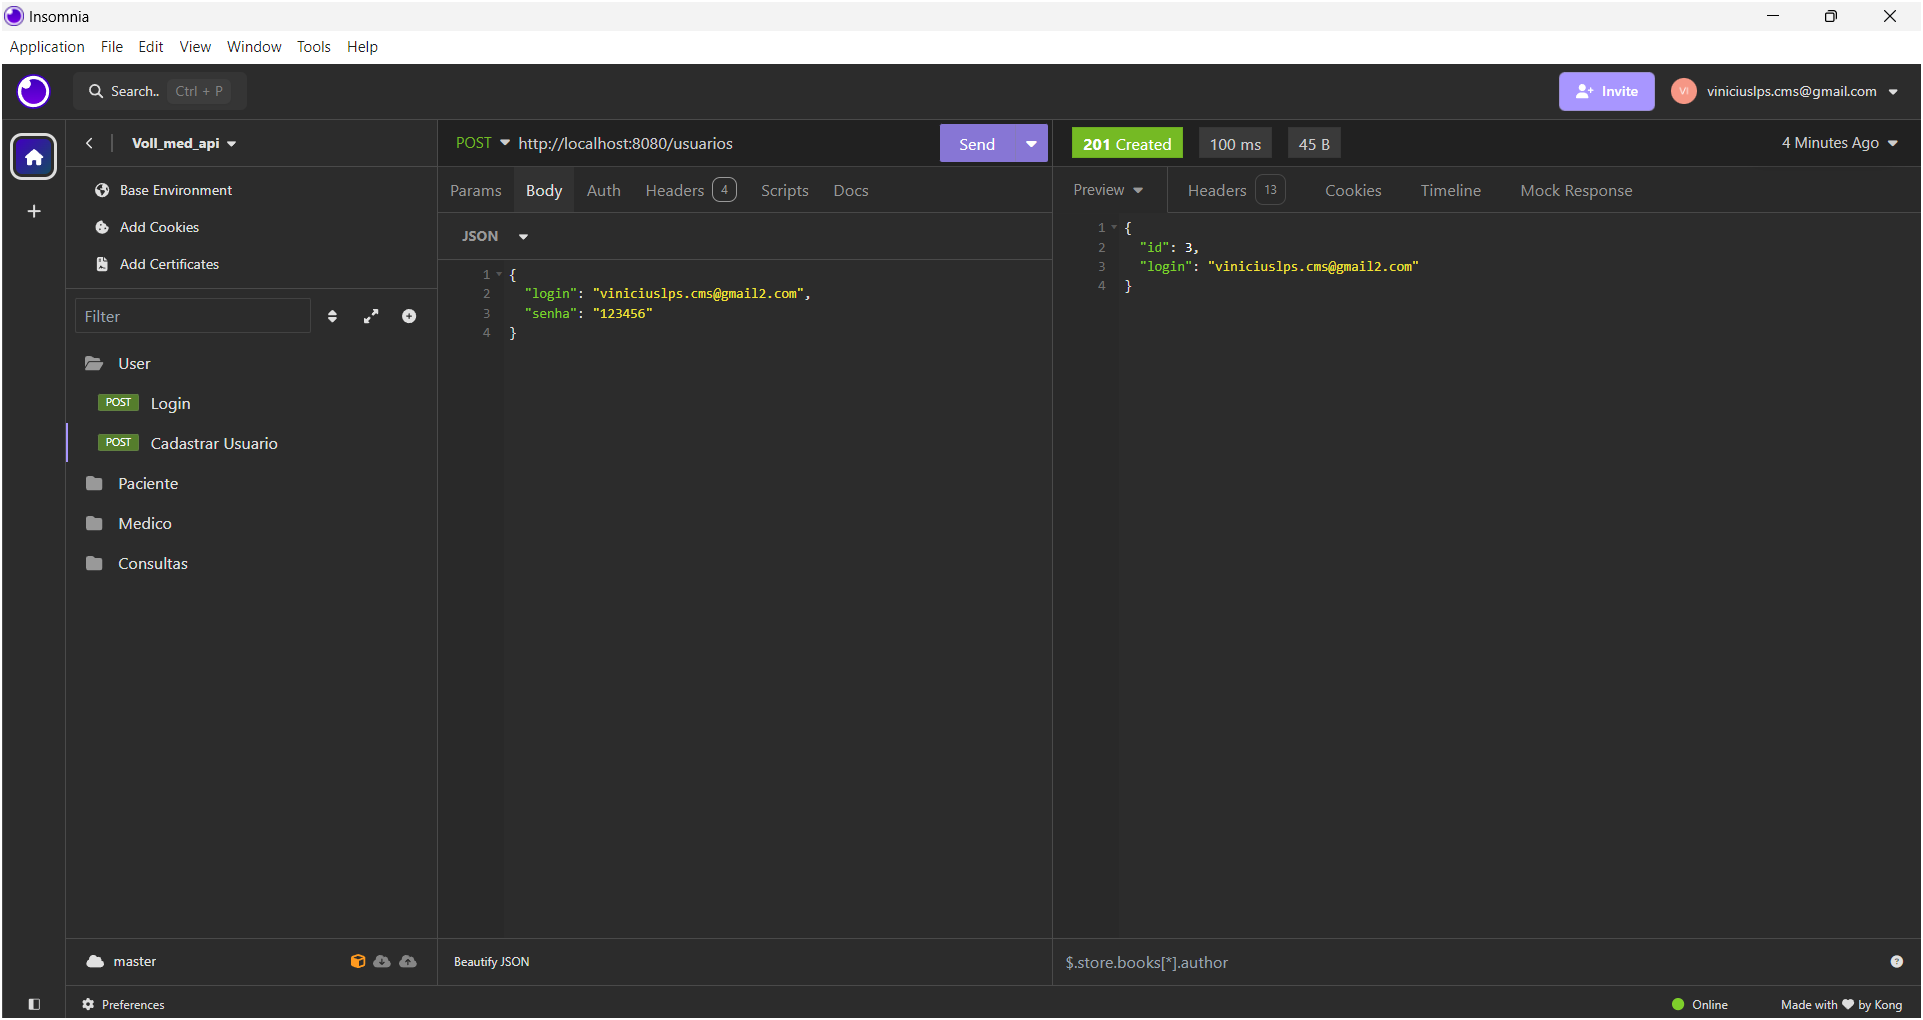 Insomnia
Application File Edit View Window Tools Help
Search.. Ctrl + P
Invite
VI
viniciuslps.cms@gmail.com
Voll_med_api
Base Environment
Add Cookies
Add Certificates
Filter
User
POST Login
POST Cadastrar Usuario
Paciente
Medico
Consultas
master
Preferences
POST http://localhost:8080/usuarios
Send
Params Body Auth Headers 4 Scripts Docs
JSON
1 {
2 "login": "viniciuslps.cms@gmail2.com",
3 "senha": "123456"
4 }
Beautify JSON
201 Created 100 ms 45 B
4 Minutes Ago
Preview Headers 13 Cookies Timeline Mock Response
1 {
2 "id": 3,
3 "login": "viniciuslps.cms@gmail2.com"
4 }
$.store.books[*].author
Online
Made with ♥ by Kong